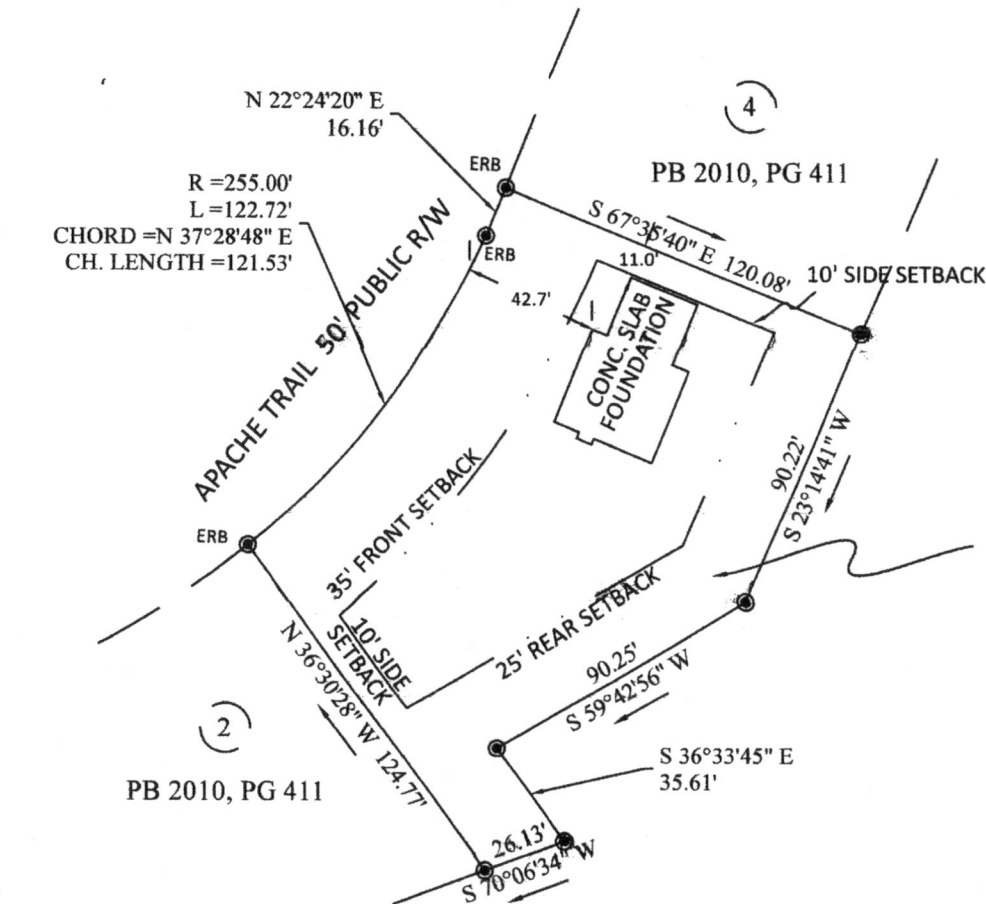 N 22°24'20" E
16.16'
4
PB 2010, PG 411
ERB
R =255.00'
L =122.72'
CHORD =N 37°28'48" E
CH. LENGTH =121.53'
S 67°35'40" E 120.08'
ERB
11.0'
10' SIDE SETBACK
42.7'
APACHE TRAIL 50' PUBLIC R/W
CONC. SLAB
FOUNDATION
90.22'
S 23°14'41" W
ERB
35' FRONT SETBACK
10' SIDE
SETBACK
25' REAR SETBACK
N 36°30'28" W 124.77'
90.25'
S 59°42'56" W
2
PB 2010, PG 411
S 36°33'45" E
35.61'
26.13'
S 70°06'34" W